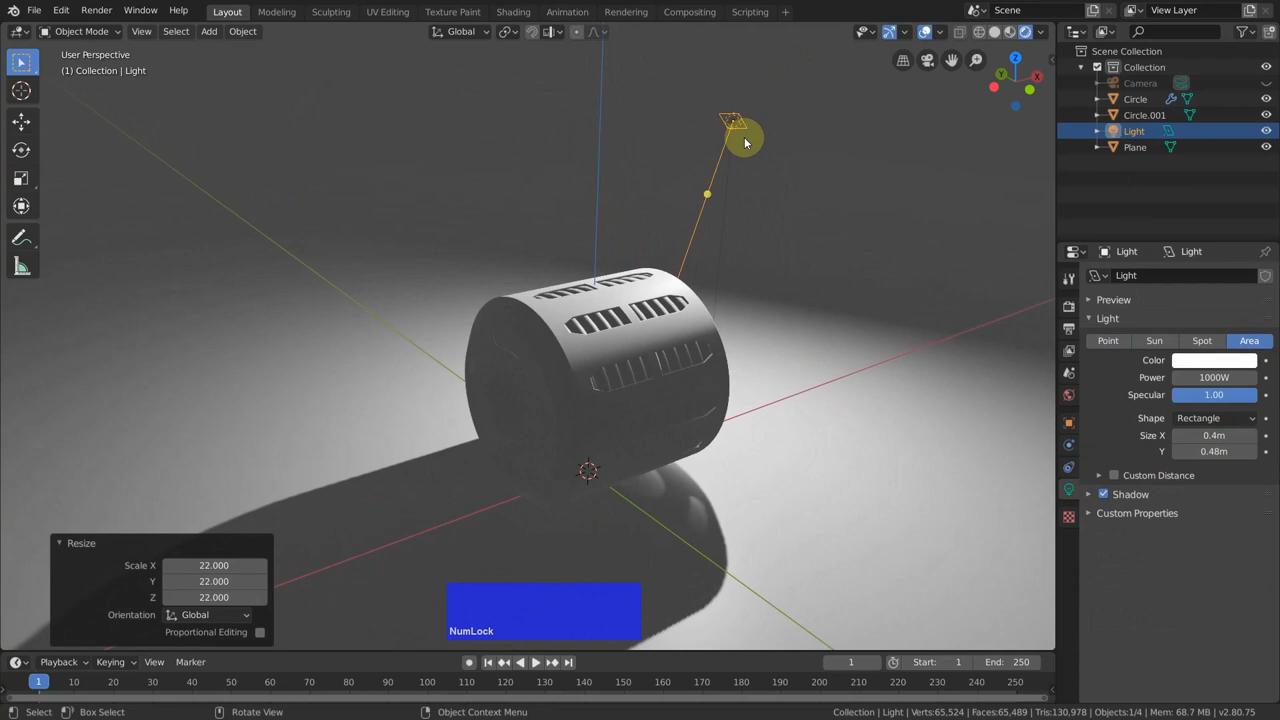 File Edit Render Window Help Layout Modeling Sculpting UV Editing Texture Paint Shading Animation Rendering Compositing Scripting + Scene View Layer
Object Mode View Select Add Object Global
User Perspective
(1) Collection | Light
Z
Y
X
Scene Collection
Collection
Camera
Circle
Circle.001
Light
Plane
Light Light
Light
Preview
Light
Point Sun Spot Area
Color
Power 1000W
Specular 1.00
Shape Rectangle
Size X 0.4m
Y 0.48m
Custom Distance
Shadow
Custom Properties
Resize
Scale X 22.000
Y 22.000
Z 22.000
Orientation Global
Proportional Editing
NumLock
Playback Keying View Marker 1 Start: 1 End: 250
1 10 20 30 40 50 60 70 80 90 100 110 120 130 140 150 160 170 180 190 200 210 220 230 240 250
Select Box Select Rotate View Object Context Menu Collection | Light | Verts:65,524 | Faces:65,489 | Tris:130,978 | Objects:1/4 | Mem: 68.7 MB | v2.80.75